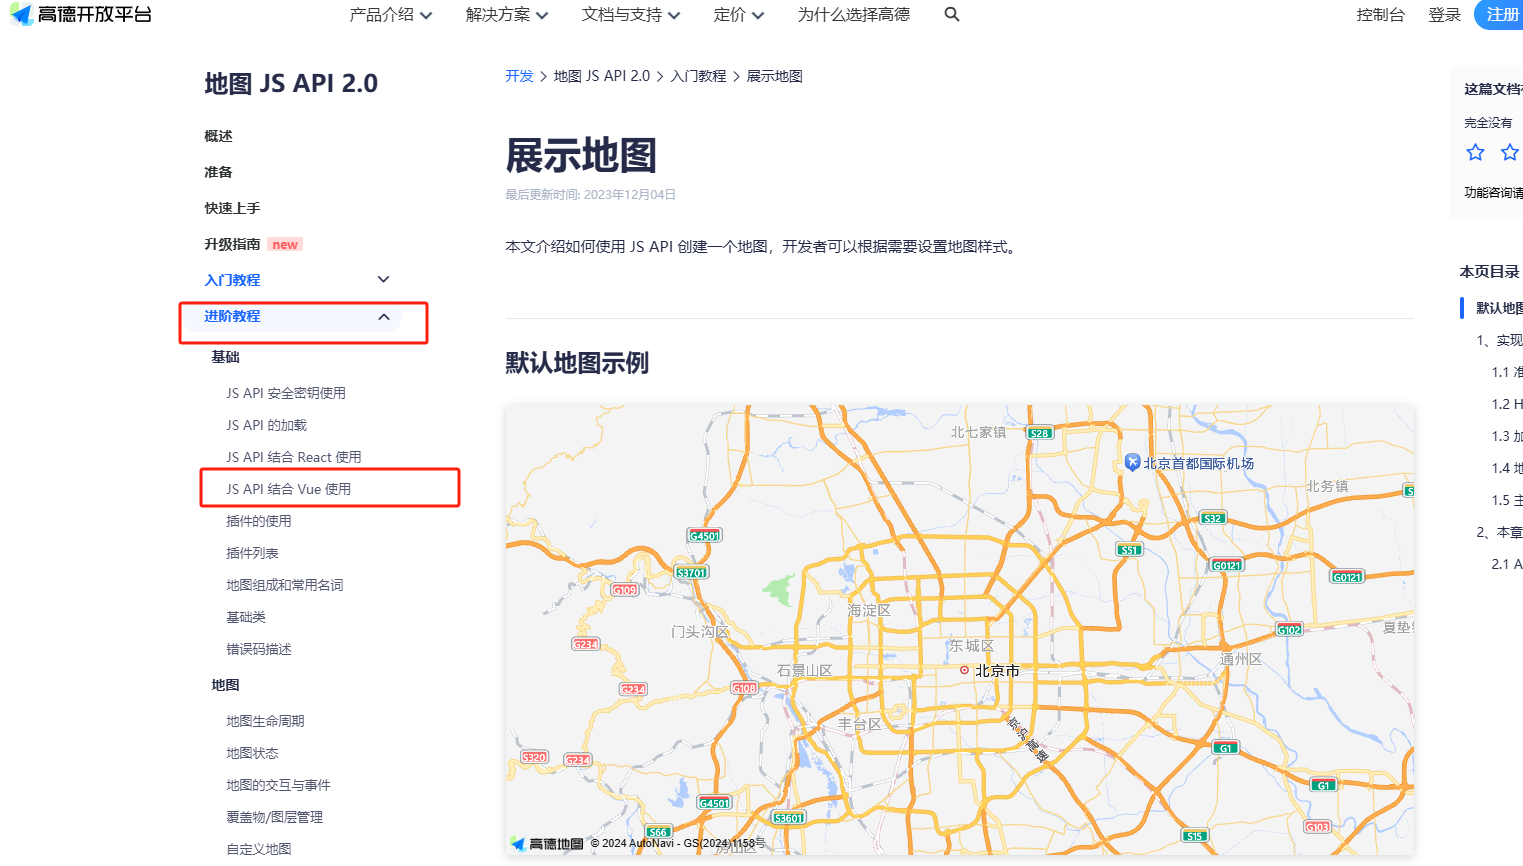 高德开放平台
产品介绍
解决方案
文档与支持
定价
为什么选择高德
控制台
登录
注册
地图 JS API 2.0
概述
准备
快速上手
升级指南 new
入门教程
进阶教程
基础
JS API 安全密钥使用
JS API 的加载
JS API 结合 React 使用
JS API 结合 Vue 使用
插件的使用
插件列表
地图组成和常用名词
基础类
错误码描述
地图
地图生命周期
地图状态
地图的交互与事件
覆盖物/图层管理
自定义地图
开发 > 地图 JS API 2.0 > 入门教程 > 展示地图
展示地图
最后更新时间: 2023年12月04日
本文介绍如何使用 JS API 创建一个地图，开发者可以根据需要设置地图样式。
默认地图示例
北七家镇
S28
北京首都国际机场
北务镇
S32
G4501
S51
G0121
S3701
G0121
G109
海淀区
门头沟区
G102
G234
东城区
通州区
石景山区
北京市
G234
G108
丰台区
京沪高速
G1
S320
G234
G1
G4501
S3601
G103
S66
S15
高德地图
© 2024 AutoNavi - GS(2024)1158号
这篇文档
完全没有
功能咨询请
本页目录
默认地图
1、实现
1.1 准
1.2 H
1.3 加
1.4 地
1.5 主
2、本章
2.1 A